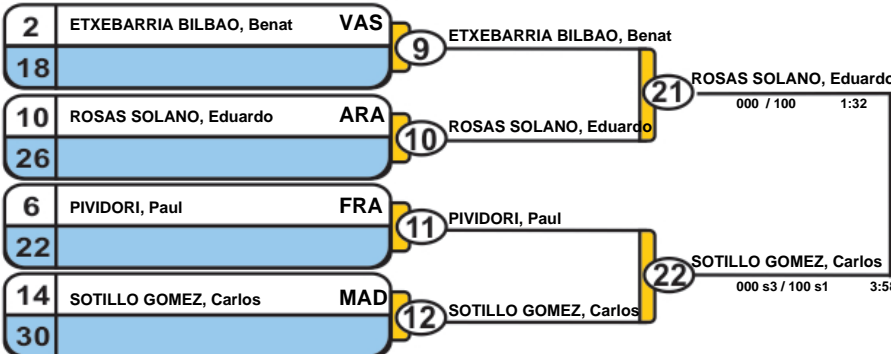 2 ETXEBARRIA BILBAO, Benat VAS
18
9 ETXEBARRIA BILBAO, Benat
10 ROSAS SOLANO, Eduardo ARA
26
10 ROSAS SOLANO, Eduardo
21 ROSAS SOLANO, Eduardo
000 / 100 1:32
6 PIVIDORI, Paul FRA
22
11 PIVIDORI, Paul
14 SOTILLO GOMEZ, Carlos MAD
30
12 SOTILLO GOMEZ, Carlos
22 SOTILLO GOMEZ, Carlos
000 s3 / 100 s1 3:58